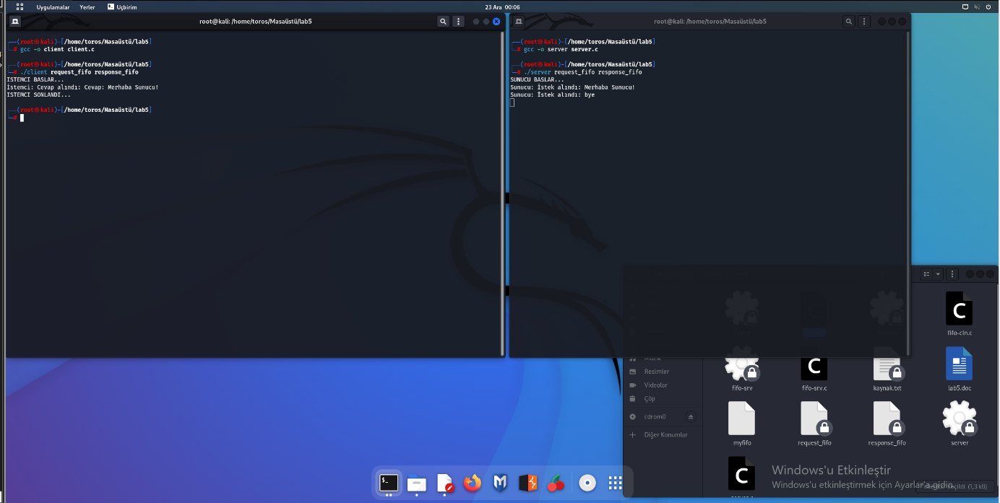 Uygulamalar Yerler Uçbirim
23 Ara 00:06
root@kali: /home/toros/Masaüstü/lab5
┌──(root㉿kali)-[/home/toros/Masaüstü/lab5]
└─# gcc -o client client.c
┌──(root㉿kali)-[/home/toros/Masaüstü/lab5]
└─# ./client request_fifo response_fifo
ISTEMCI BASLAR...
İstemci: Cevap alındı: Cevap: Merhaba Sunucu!
ISTEMCI SONLANDI...
┌──(root㉿kali)-[/home/toros/Masaüstü/lab5]
└─#
root@kali: /home/toros/Masaüstü/lab5
┌──(root㉿kali)-[/home/toros/Masaüstü/lab5]
└─# gcc -o server server.c
┌──(root㉿kali)-[/home/toros/Masaüstü/lab5]
└─# ./server request_fifo response_fifo
SUNUCU BASLAR...
Sunucu: İstek alındı: Merhaba Sunucu!
Sunucu: İstek alındı: bye
Müzik
Resimler
Videolar
Çöp
cdrom0
Diğer Konumlar
C
fifo-cln.c
fifo-srv
C
fifo-srv.c
kaynak.txt
lab5.doc
myfifo
request_fifo
response_fifo
server
C
Windows'u Etkinleştir
Windows'u etkinleştirmek için Ayarlar'a gidin.
seçildi (1,3 kB)
$_